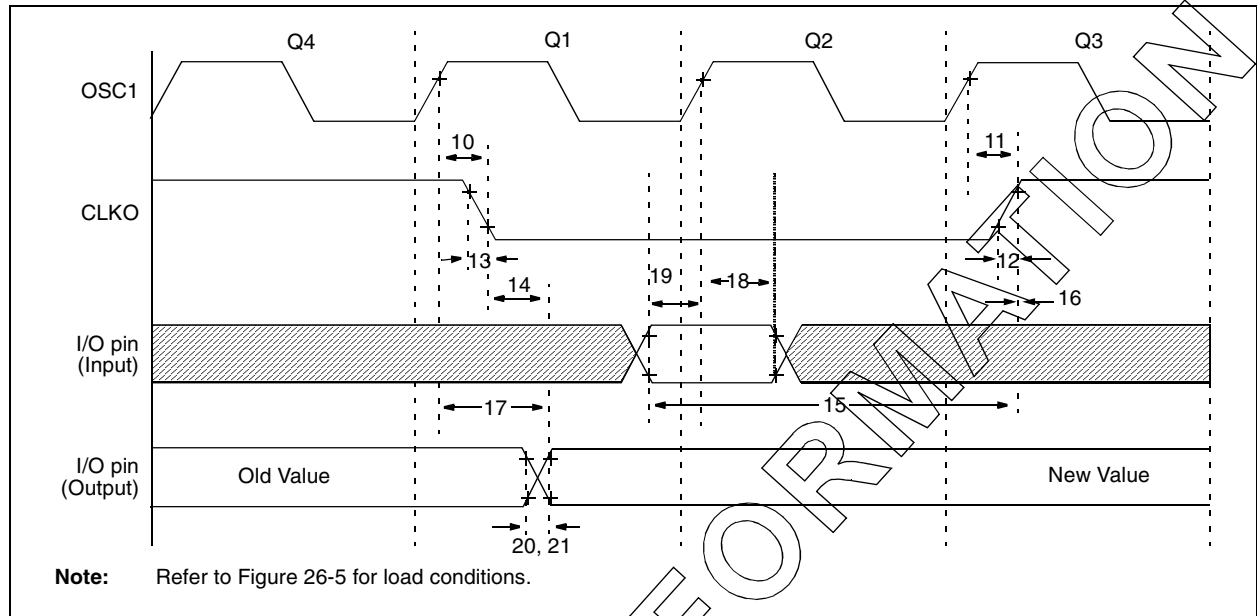 Q4 Q1 Q2 Q3
OSC1
10 11
CLKO
13 12
14 19 18 16
I/O pin
(Input)
17 15
I/O pin
(Output)
Old Value New Value
20, 21
Note: Refer to Figure 26-5 for load conditions.
FORMATION